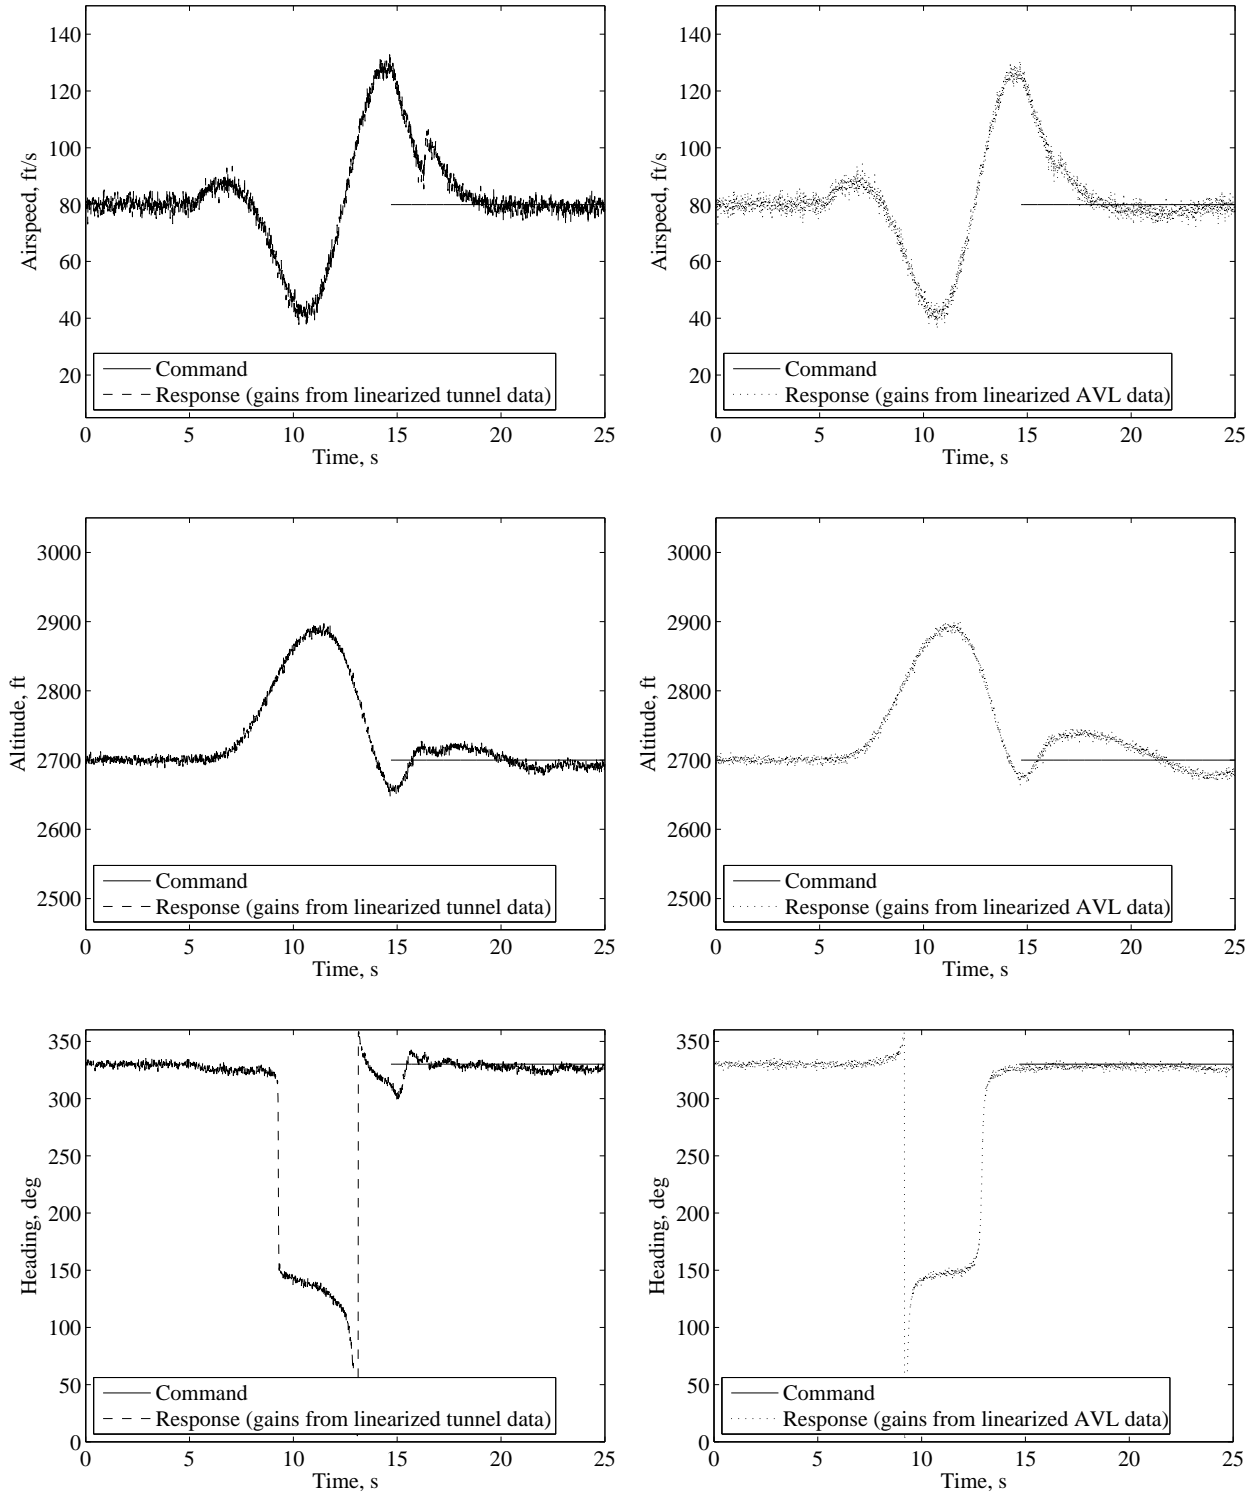 140
120
100
80
60
40
20
Airspeed, ft/s
Command
Response (gains from linearized tunnel data)
0 5 10 15 20 25
Time, s
140
120
100
80
60
40
20
Airspeed, ft/s
Command
Response (gains from linearized AVL data)
0 5 10 15 20 25
Time, s
3000
2900
2800
2700
2600
2500
Altitude, ft
Command
Response (gains from linearized tunnel data)
0 5 10 15 20 25
Time, s
3000
2900
2800
2700
2600
2500
Altitude, ft
Command
Response (gains from linearized AVL data)
0 5 10 15 20 25
Time, s
350
300
250
200
150
100
50
0
Heading, deg
Command
Response (gains from linearized tunnel data)
0 5 10 15 20 25
Time, s
350
300
250
200
150
100
50
0
Heading, deg
Command
Response (gains from linearized AVL data)
0 5 10 15 20 25
Time, s